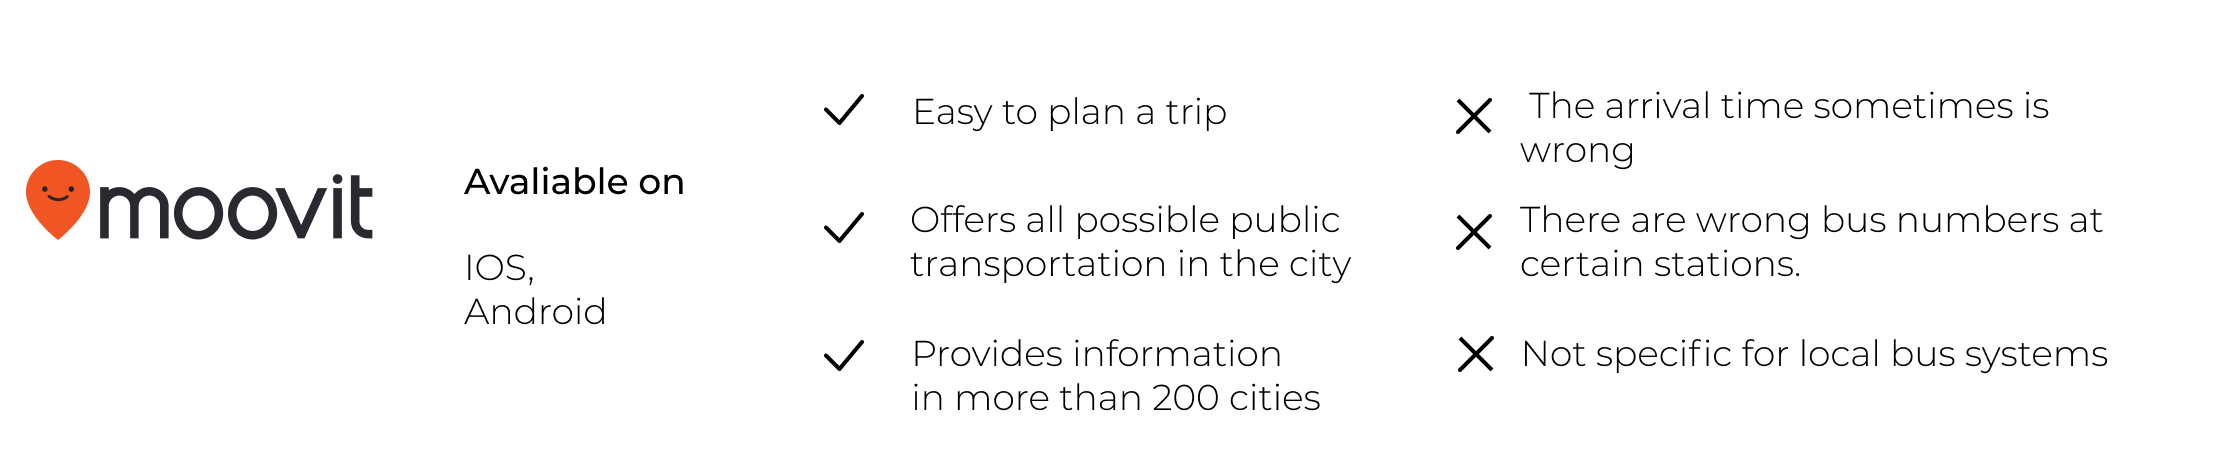 moovit
Avaliable on
IOS,
Android
Easy to plan a trip
Offers all possible public
transportation in the city
Provides information
in more than 200 cities
The arrival time sometimes is
wrong
There are wrong bus numbers at
certain stations.
Not specific for local bus systems